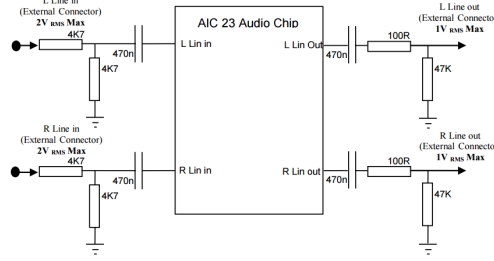 L Line in
(External Connector)
2V RMS Max
4K7
470n
4K7
AIC 23 Audio Chip
L Lin in
L Lin Out
470n
100R
47K
L Line out
(External Connecto
1V RMS Max
R Line in
(External Connector)
2V RMS Max
4K7
470n
4K7
R Lin in
R Lin out
470n
100R
47K
R Line out
(External Connecto
1V RMS Max